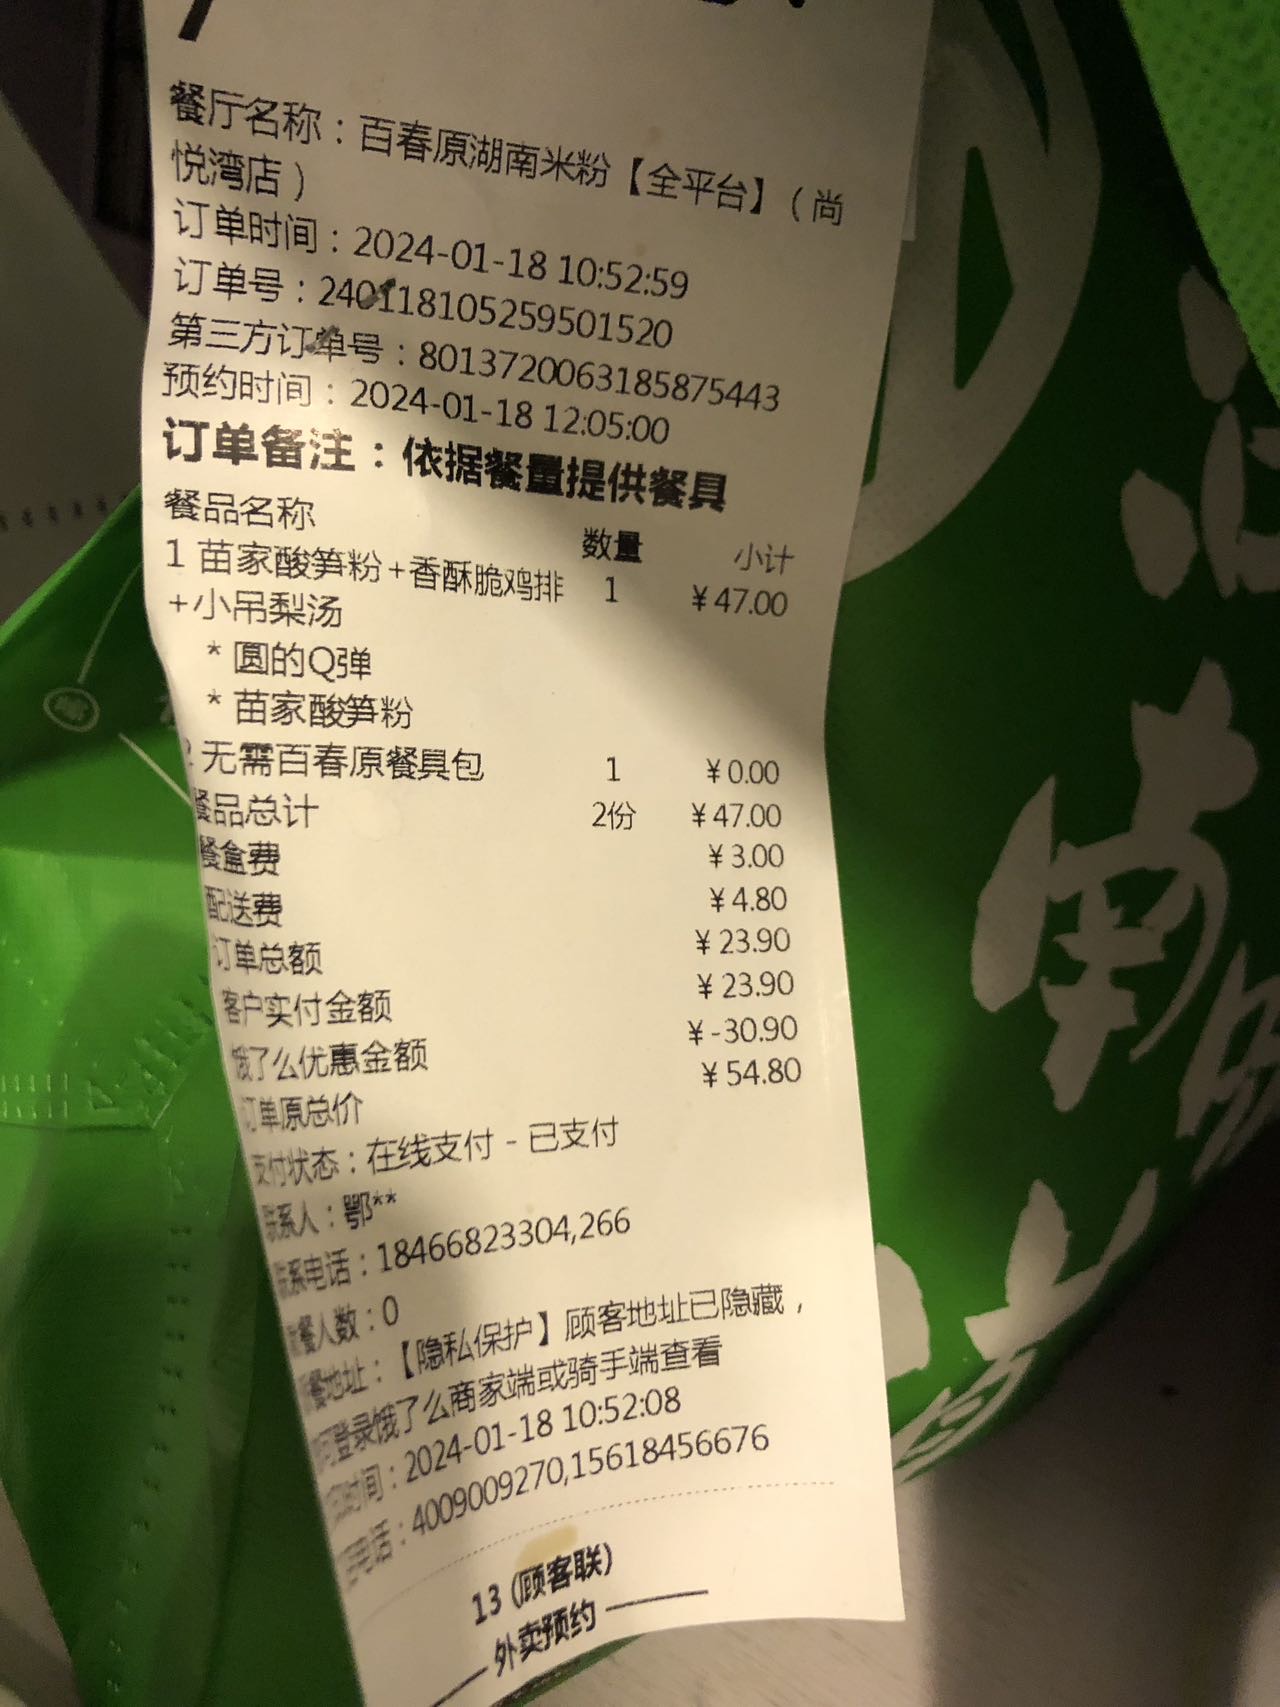 餐厅名称：百春原湖南米粉【全平台】（尚
悦湾店）
订单时间：2024-01-18 10:52:59
订单号：240118105259501520
第三方订单号：8013720063185875443
预约时间：2024-01-18 12:05:00
订单备注：依据餐量提供餐具
餐品名称 数量 小计
1 苗家酸笋粉+香酥脆鸡排 1 ¥47.00
+小吊梨汤
* 圆的Q弹
* 苗家酸笋粉
无需百春原餐具包 1 ¥0.00
餐品总计 2份 ¥47.00
餐盒费 ¥3.00
配送费 ¥4.80
订单总额 ¥23.90
客户实付金额 ¥23.90
饿了么优惠金额 ¥-30.90
订单原总价 ¥54.80
支付状态：在线支付 - 已支付
联系人：鄂**
联系电话：18466823304,266
餐人数：0
餐地址：【隐私保护】顾客地址已隐藏，
可登录饿了么商家端或骑手端查看
时间：2024-01-18 10:52:08
电话：4009009270,15618456676
13 (顾客联)
外卖预约
南